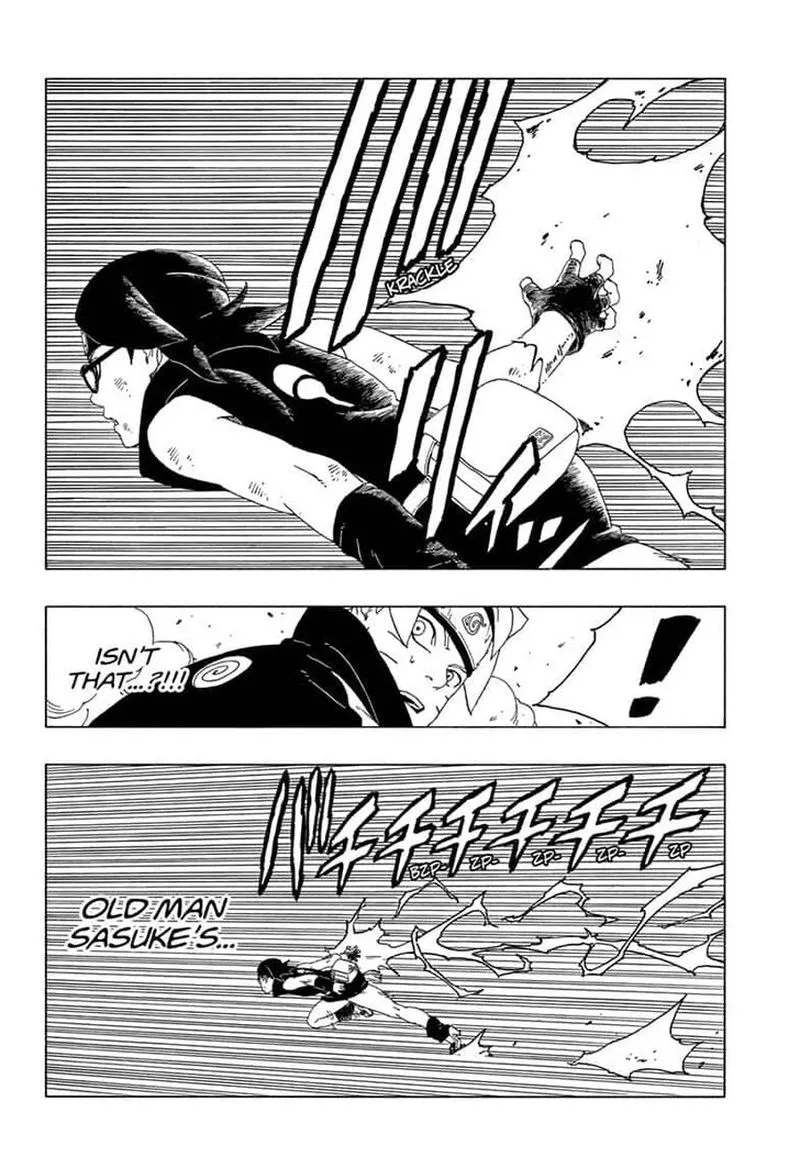 KRACKLE
ISN'T
THAT...?!!!
!
バチチチチチチ
BZP- ZP- ZP- ZP- ZP
OLD MAN
SASUKE'S...